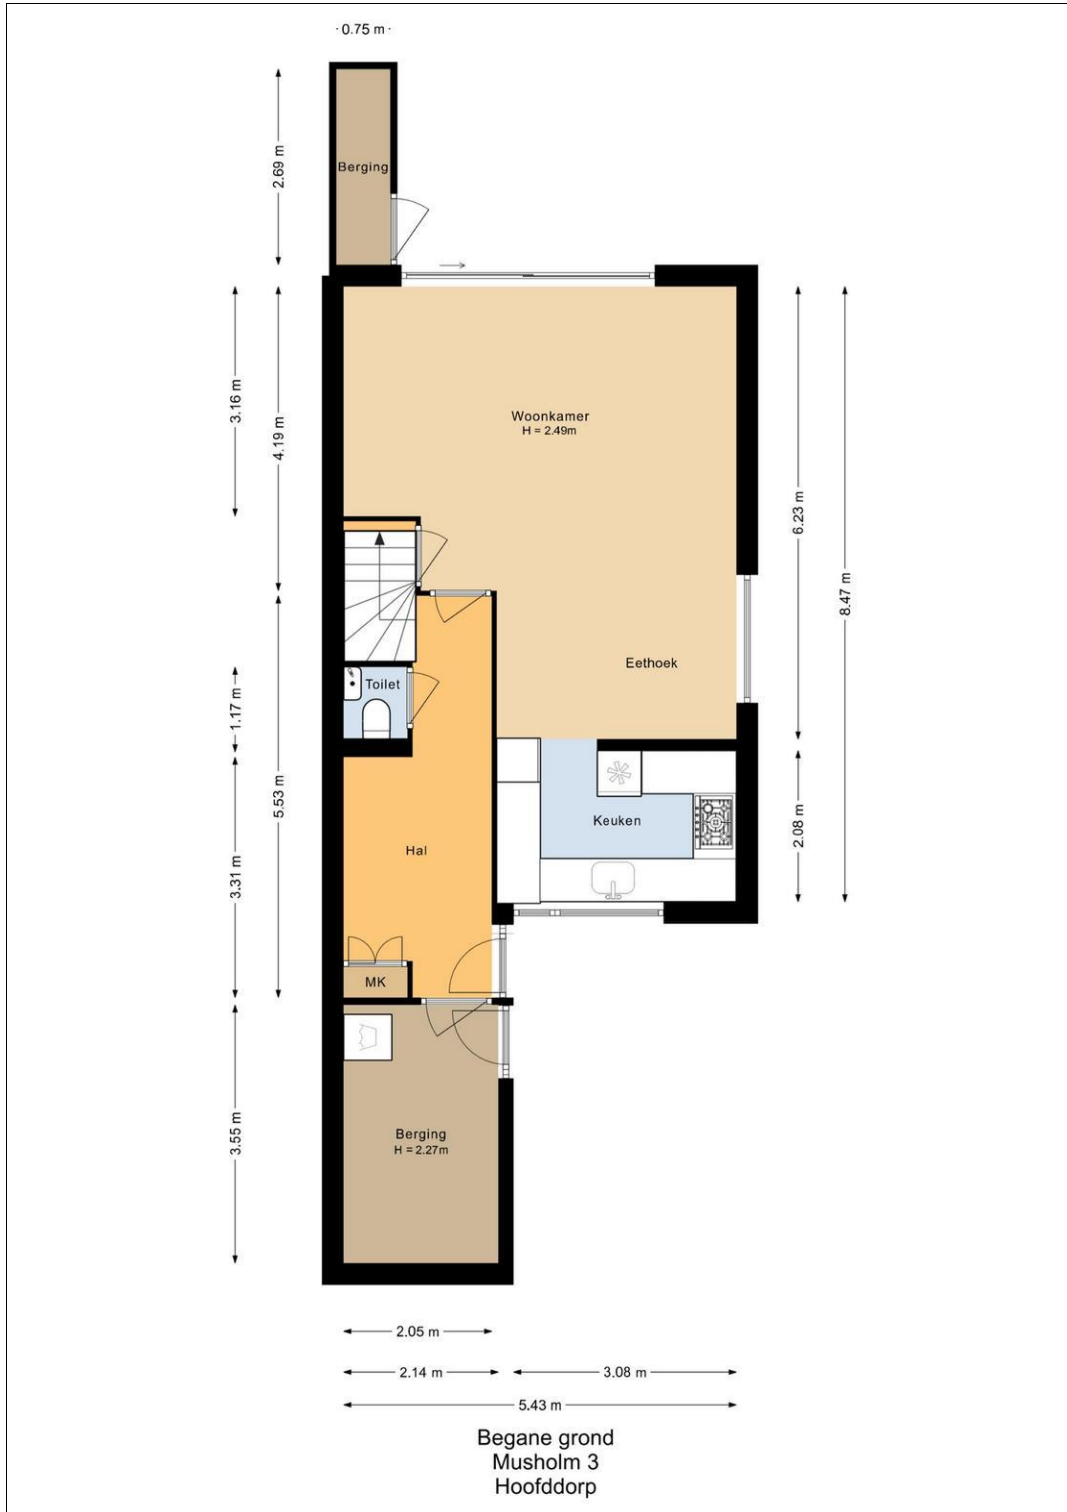 0.75 m
2.69 m
Berging
3.16 m
4.19 m
Woonkamer
H = 2.49m
6.23 m
8.47 m
Eethoek
Toilet
1.17 m
5.53 m
Keuken
2.08 m
Hal
3.31 m
MK
3.55 m
Berging
H = 2.27m
2.05 m
2.14 m
3.08 m
5.43 m
Begane grond
Musholm 3
Hoofddorp